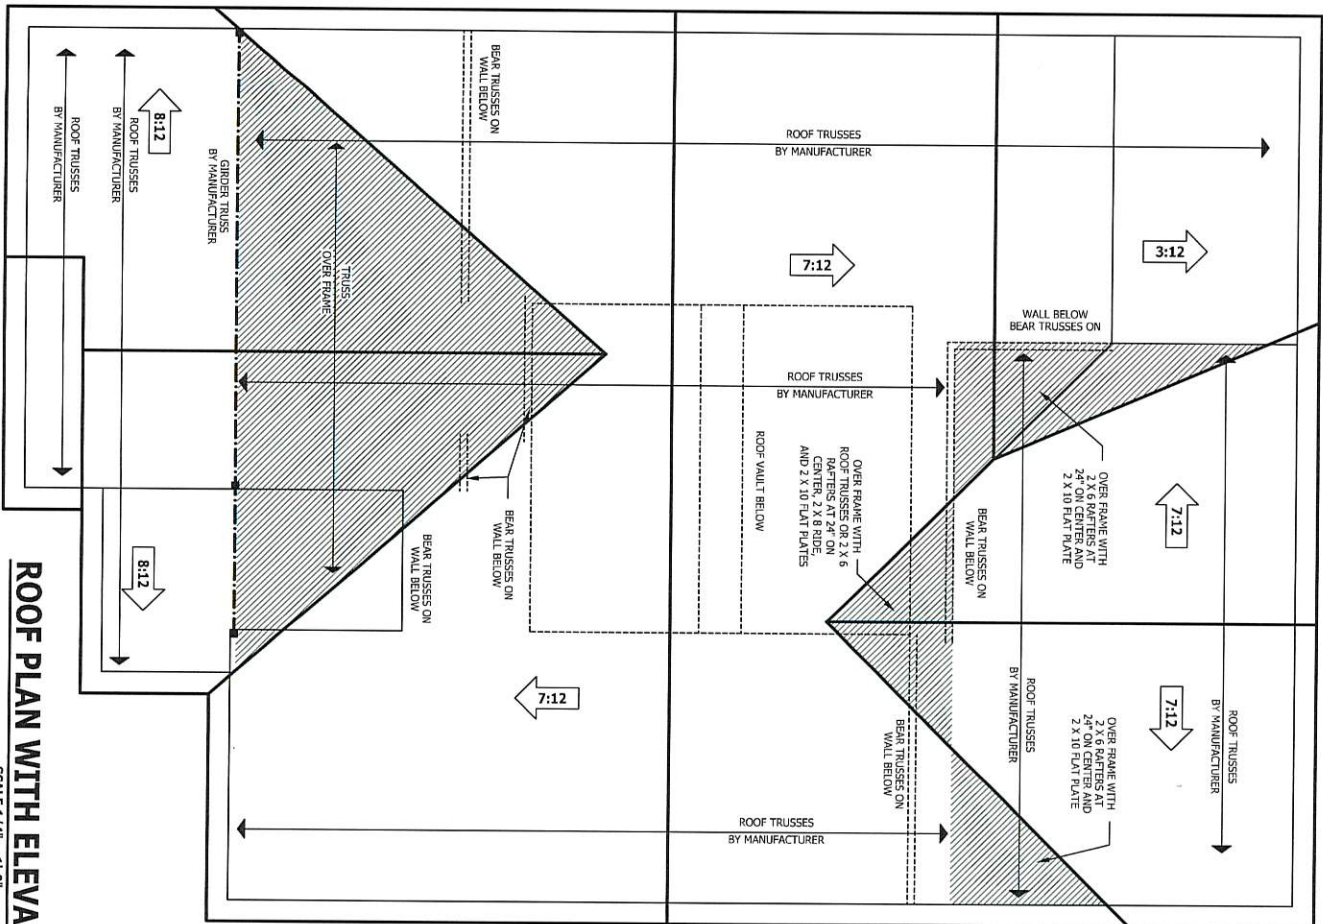 BEAR TRUSSES ON
WALL BELOW
ROOF TRUSSES
BY MANUFACTURER
8:12
ROOF TRUSSES
BY MANUFACTURER
ROOF TRUSSES
BY MANUFACTURER
GIRDER TRUSS
BY MANUFACTURER
TRUSS
OVER FRAME
7:12
3:12
WALL BELOW
BEAR TRUSSES ON
ROOF TRUSSES
BY MANUFACTURER
ROOF VAULT BELOW
OVER FRAME WITH
ROOF TRUSSES OR 2 X 6
RAFTERS AT 24" ON
CENTER, 2 X 8 RIDE,
AND 2 X 10 FLAT PLATES
OVER FRAME WITH
2 X 6 RAFTERS AT
24" ON CENTER AND
2 X 10 FLAT PLATE
7:12
BEAR TRUSSES ON
WALL BELOW
BEAR TRUSSES ON
WALL BELOW
BEAR TRUSSES ON
WALL BELOW
8:12
7:12
ROOF TRUSSES
BY MANUFACTURER
7:12
ROOF TRUSSES
BY MANUFACTURER
OVER FRAME WITH
2 X 6 RAFTERS AT
24" ON CENTER AND
2 X 10 FLAT PLATE
BEAR TRUSSES ON
WALL BELOW
ROOF TRUSSES
BY MANUFACTURER
ROOF PLAN WITH ELEVA